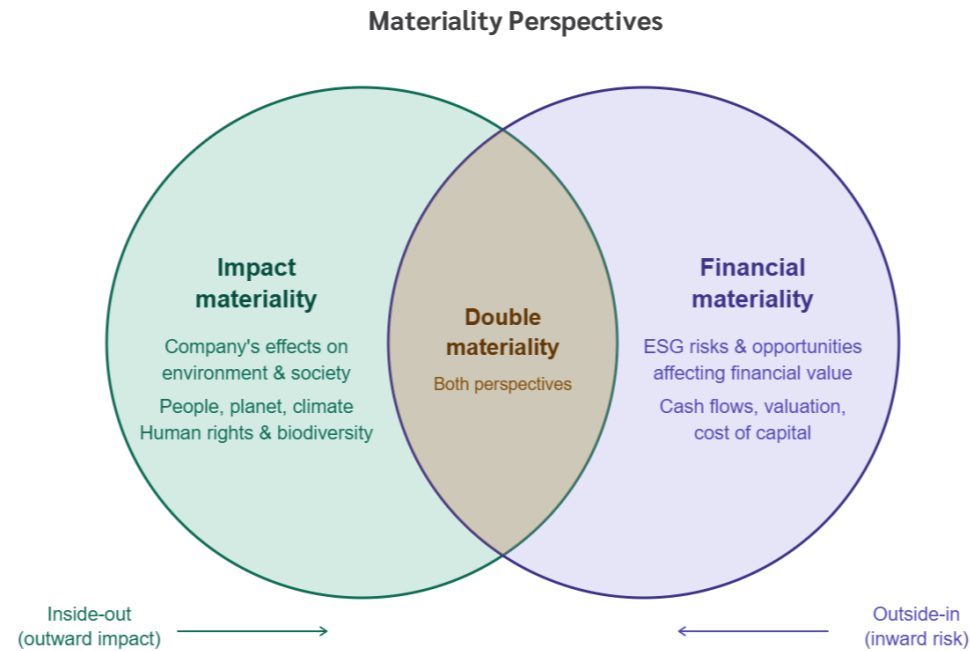 Materiality Perspectives
Impact
materiality
Company's effects on
environment & society
People, planet, climate
Human rights & biodiversity
Double
materiality
Both perspectives
Financial
materiality
ESG risks & opportunities
affecting financial value
Cash flows, valuation,
cost of capital
Inside-out
(outward impact)
Outside-in
(inward risk)